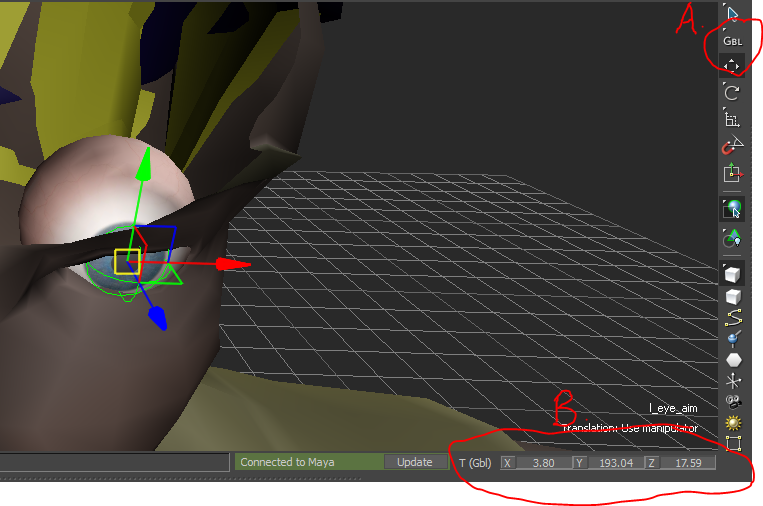 A.
GBL
l_eye_aim
B
Translation: Use manipulator
Connected to Maya Update T (Gbl) X 3.80 Y 193.04 Z 17.59